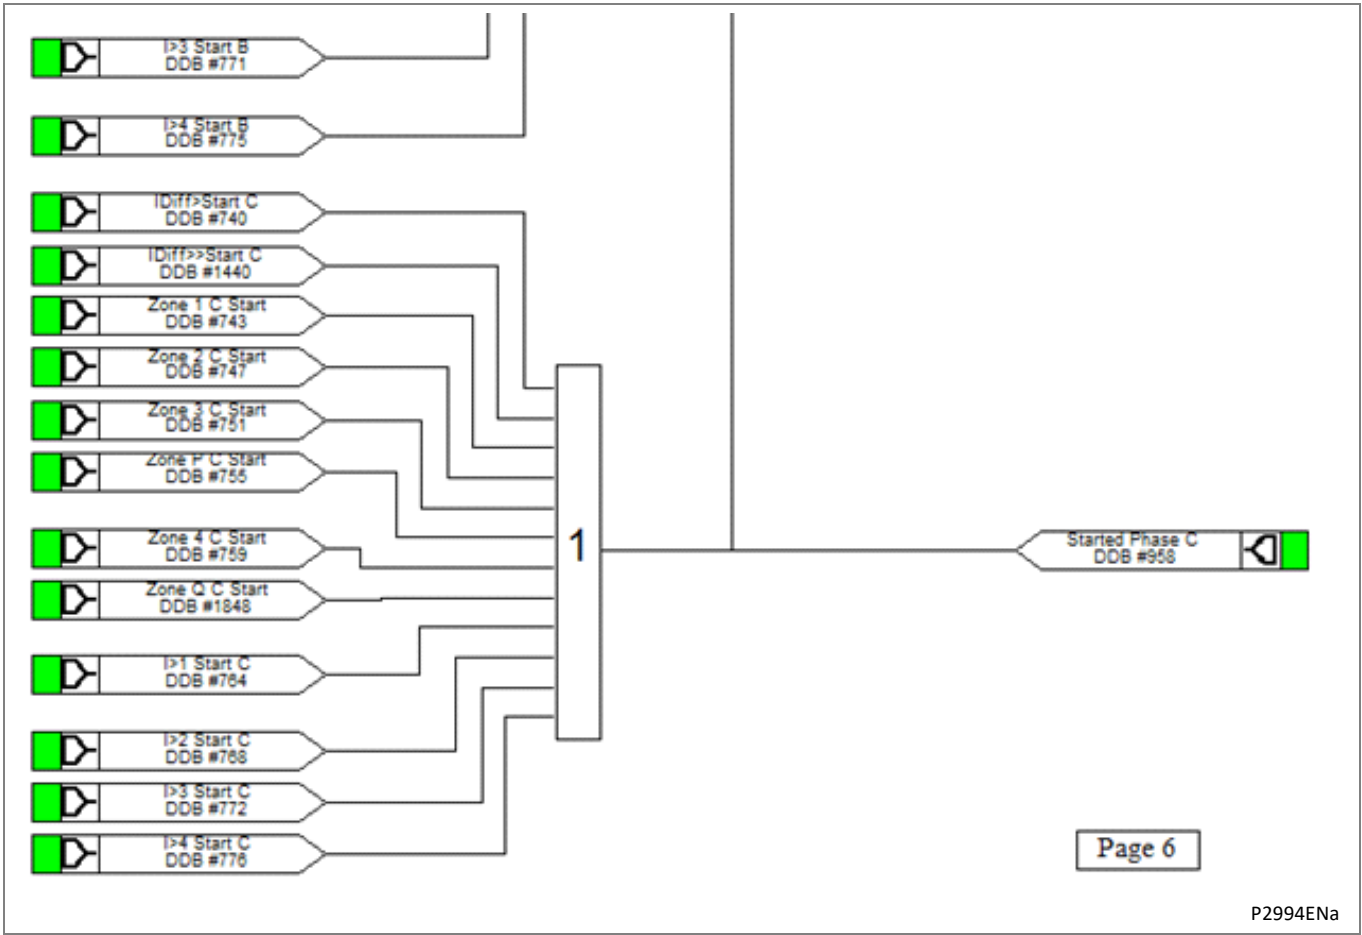 I>3 Start B
DDB #771
I>4 Start B
DDB #775
IDiff>Start C
DDB #740
IDiff>>Start C
DDB #1440
Zone 1 C Start
DDB #743
Zone 2 C Start
DDB #747
Zone 3 C Start
DDB #751
Zone P C Start
DDB #755
Zone 4 C Start
DDB #759
Zone Q C Start
DDB #1848
I>1 Start C
DDB #764
I>2 Start C
DDB #768
I>3 Start C
DDB #772
I>4 Start C
DDB #776
1
Started Phase C
DDB #958
Page 6
P2994ENa